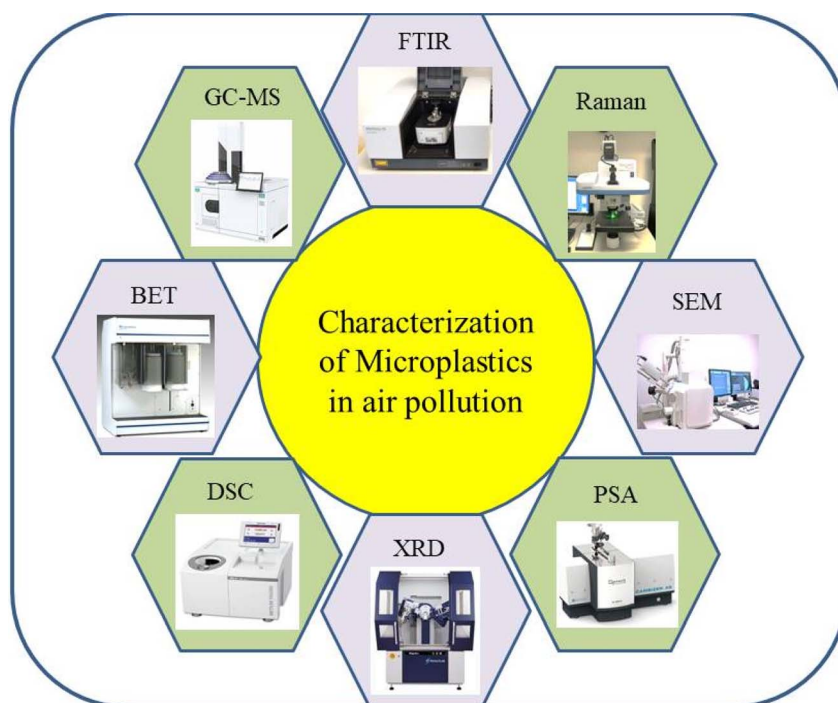 FTIR
GC-MS
Raman
BET
Characterization
of Microplastics
in air pollution
SEM
DSC
XRD
PSA